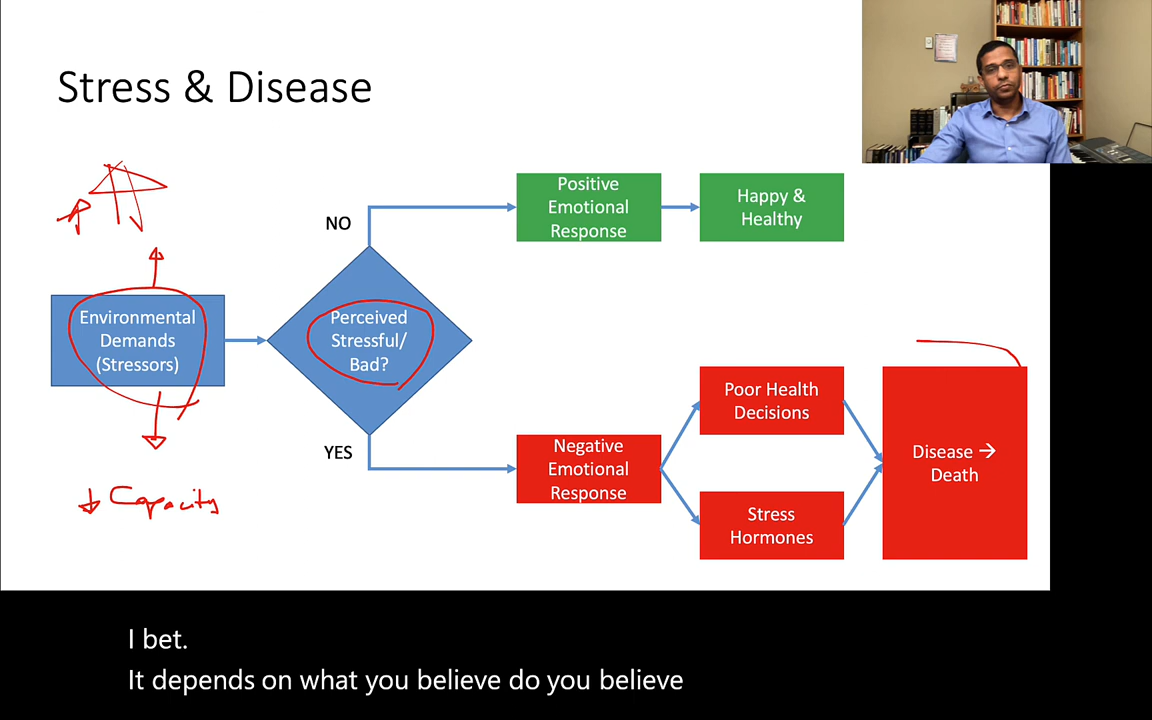 Stress & Disease
NO
Positive
Emotional
Response
Happy &
Healthy
Environmental
Demands
(Stressors)
Perceived
Stressful/
Bad?
YES
Negative
Emotional
Response
Poor Health
Decisions
Stress
Hormones
Disease →
Death
↓ Capacity
I bet.
It depends on what you believe do you believe